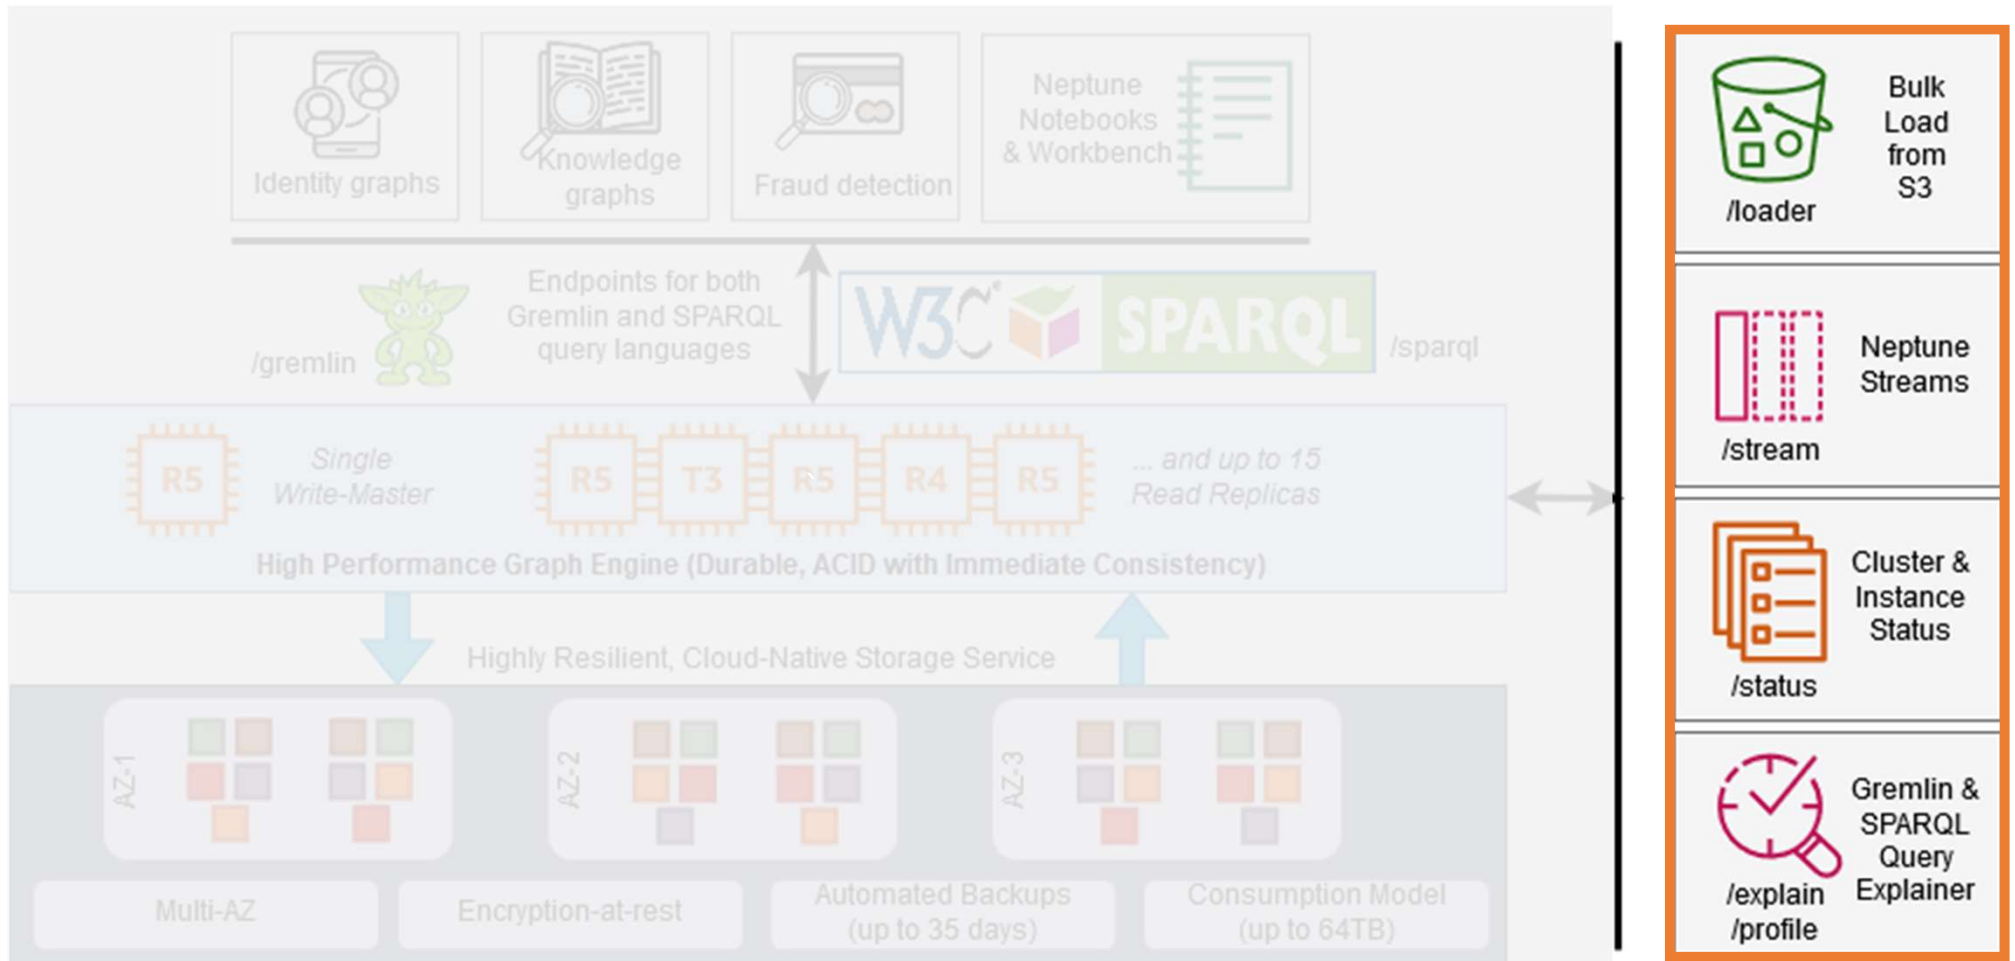 Identity graphs
Knowledge
graphs
Fraud detection
Neptune
Notebooks
& Workbench
/gremlin
Endpoints for both
Gremlin and SPARQL
query languages
W3C®
SPARQL
/sparql
R5
Single
Write-Master
R5
T3
R5
R4
R5
... and up to 15
Read Replicas
High Performance Graph Engine (Durable, ACID with Immediate Consistency)
Highly Resilient, Cloud-Native Storage Service
AZ-1
AZ-2
AZ-3
Multi-AZ
Encryption-at-rest
Automated Backups
(up to 35 days)
Consumption Model
(up to 64TB)
Bulk
Load
from
S3
/loader
Neptune
Streams
/stream
Cluster &
Instance
Status
/status
Gremlin &
SPARQL
Query
Explainer
/explain
/profile